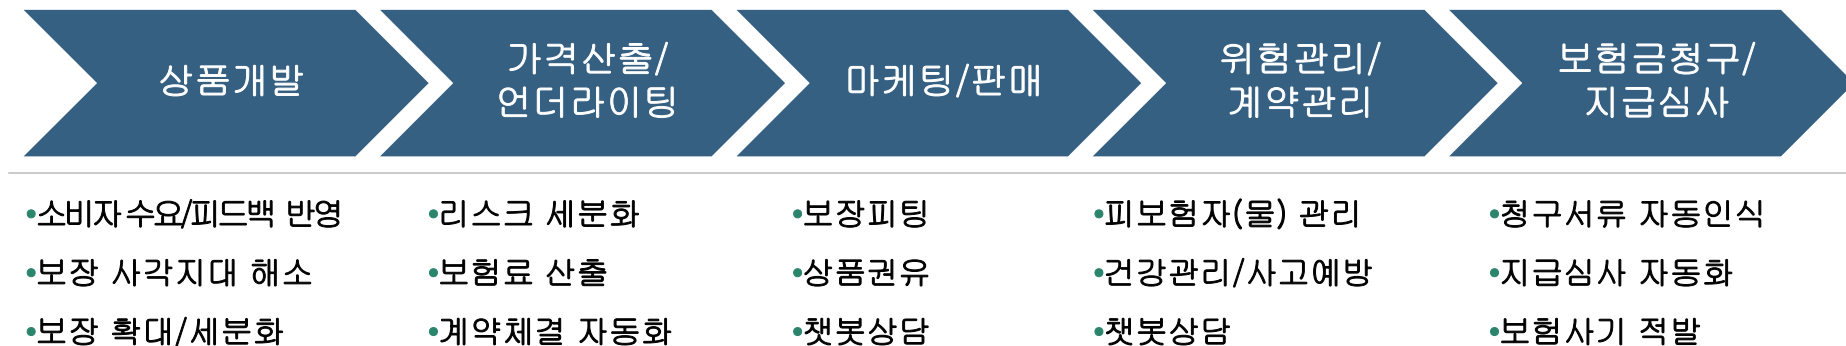 상품개발
가격산출/
언더라이팅
마케팅/판매
위험관리/
계약관리
보험금청구/
지급심사
•소비자수요/피드백 반영
•보장 사각지대 해소
•보장 확대/세분화
•리스크 세분화
•보험료 산출
•계약체결 자동화
•보장피팅
•상품권유
•챗봇상담
•피보험자(물) 관리
•건강관리/사고예방
•챗봇상담
•청구서류 자동인식
•지급심사 자동화
•보험사기 적발